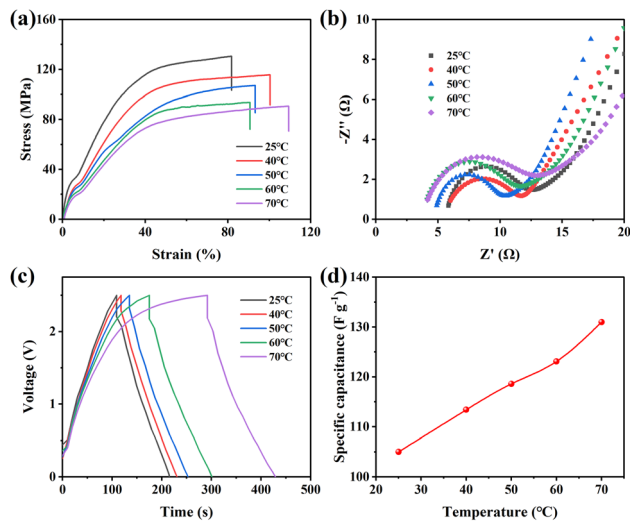 (a)
160
120
80
40
0
Stress (MPa)
0 30 60 90 120
Strain (%)
25℃
40℃
50℃
60℃
70℃
(b)
10
8
6
4
2
0
-Z'' (Ω)
0 5 10 15 20
Z' (Ω)
25℃
40℃
50℃
60℃
70℃
(c)
2
1
0
Voltage (V)
0 100 200 300 400 500
Time (s)
25℃
40℃
50℃
60℃
70℃
(d)
140
130
120
110
100
Specific capacitance (F g⁻¹)
20 30 40 50 60 70
Temperature (℃)